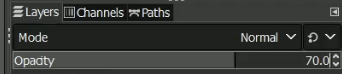 Layers Channels Paths
Mode Normal
Opacity 70.0